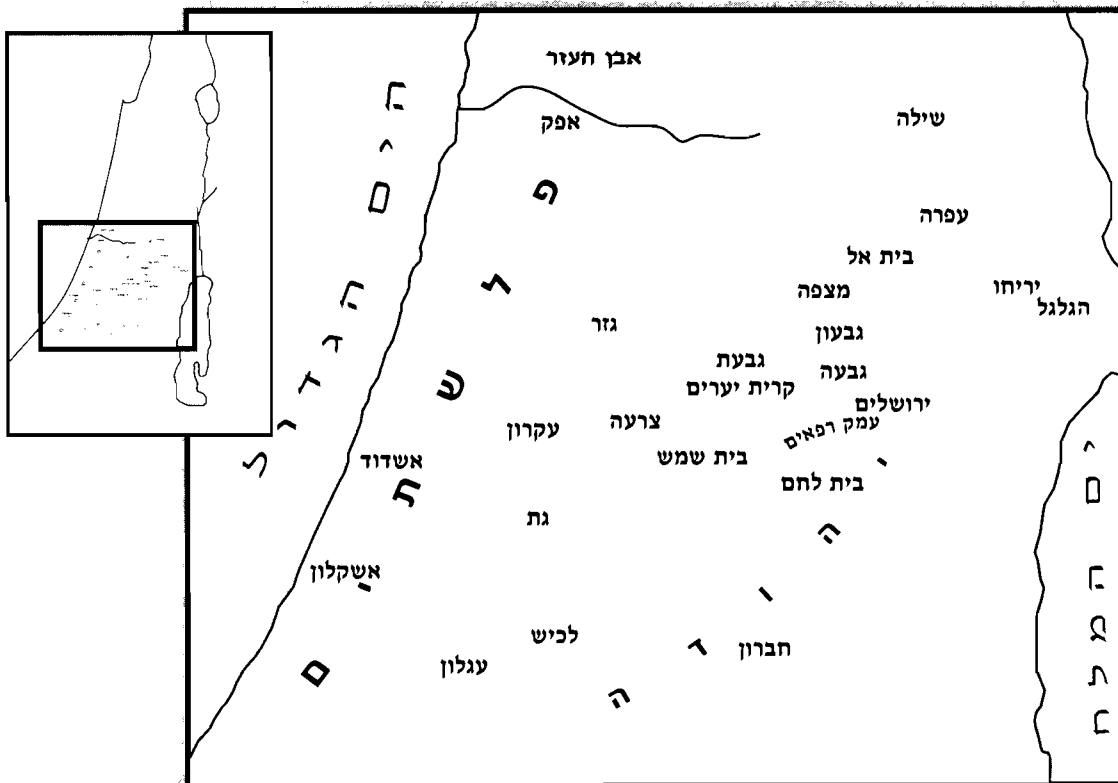 אבן העזר
אפק
שילה
הים הגדול
פלשתים
עפרה
בית אל
מצפה
יריחו
הגלגל
גזר
גבעון
גבעת
קרית יערים
גבעה
ירושלים
עמק רפאים
צרעה
עקרון
בית שמש
אשדוד
בית לחם
יהודה
ים המלח
גת
אשקלון
לכיש
חברון
עגלון